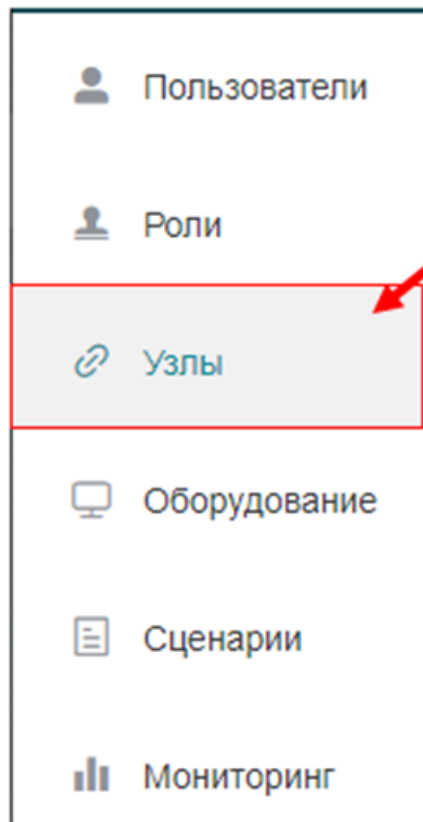 Пользователи
Роли
Узлы
Оборудование
Сценарии
Мониторинг